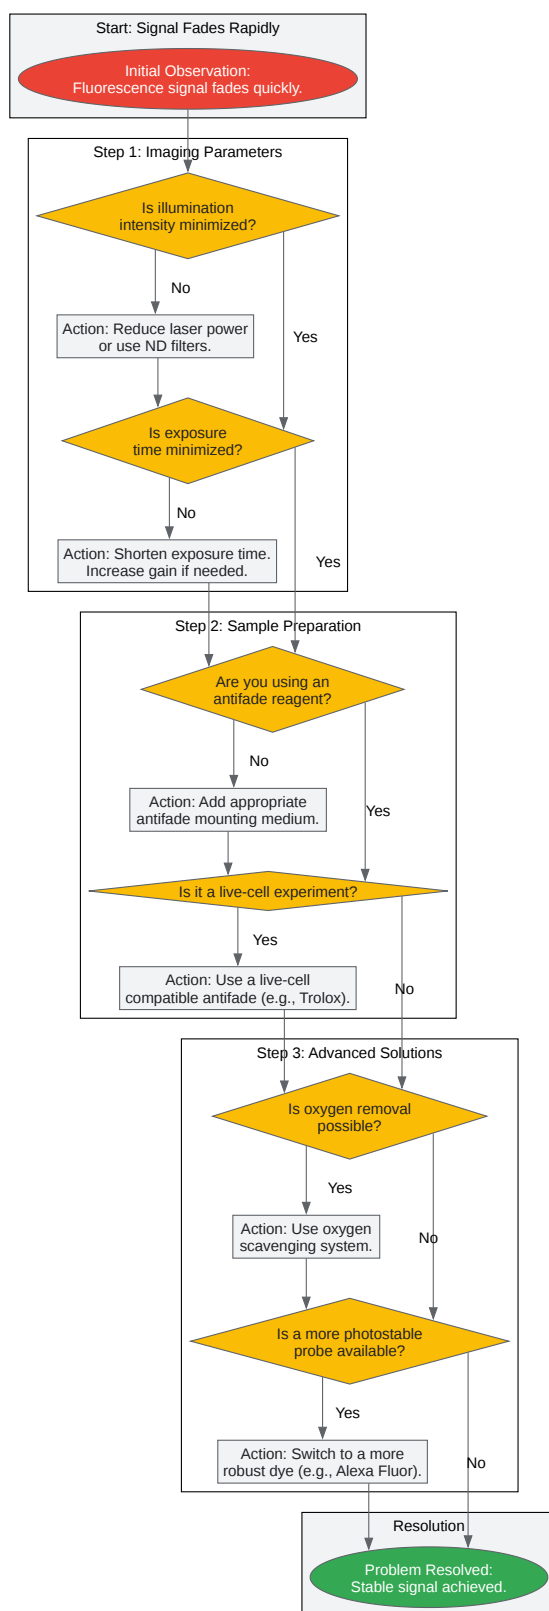 Start: Signal Fades Rapidly
Initial Observation:
Fluorescence signal fades quickly.
Step 1: Imaging Parameters
Is illumination
intensity minimized?
No
Yes
Action: Reduce laser power
or use ND filters.
Is exposure
time minimized?
No
Yes
Action: Shorten exposure time.
Increase gain if needed.
Step 2: Sample Preparation
Are you using an
antifade reagent?
No
Yes
Action: Add appropriate
antifade mounting medium.
Is it a live-cell experiment?
Yes
No
Action: Use a live-cell
compatible antifade (e.g., Trolox).
Step 3: Advanced Solutions
Is oxygen removal
possible?
Yes
No
Action: Use oxygen
scavenging system.
Is a more photostable
probe available?
Yes
No
Action: Switch to a more
robust dye (e.g., Alexa Fluor).
Resolution
Problem Resolved:
Stable signal achieved.